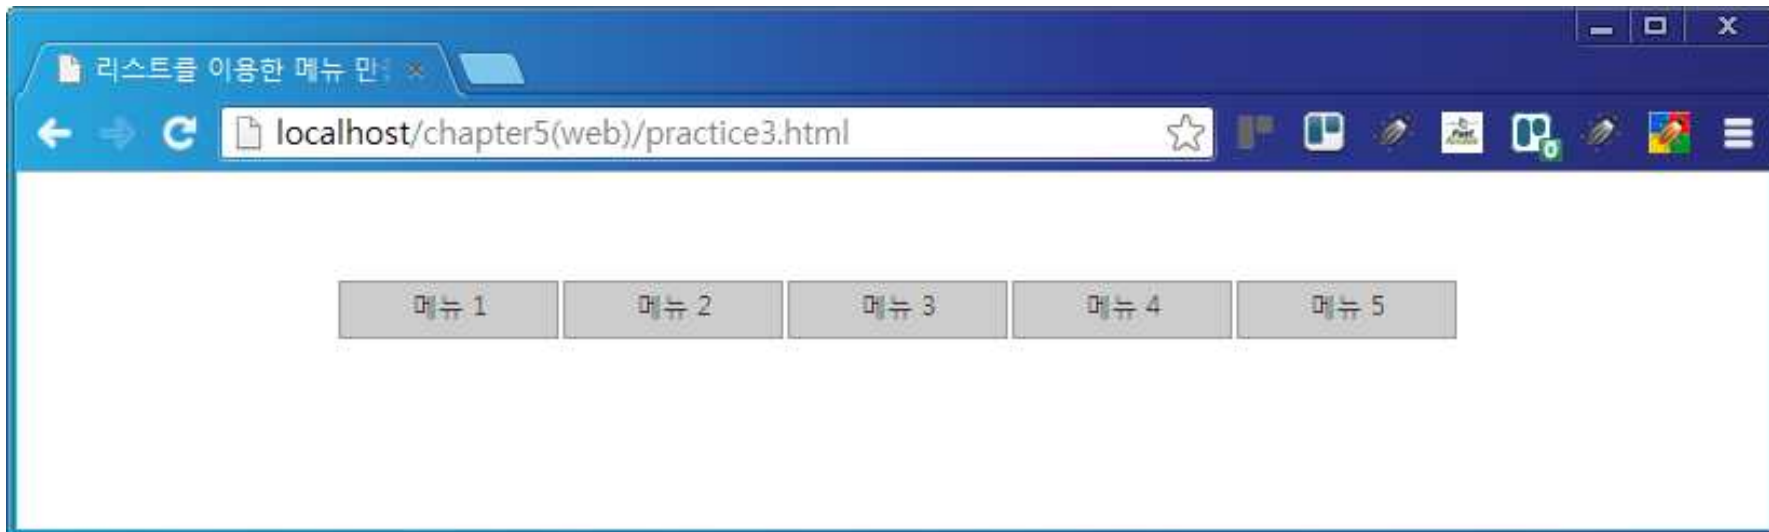 리스트를 이용한 메뉴 만
localhost/chapter5(web)/practice3.html
0
메뉴 1 메뉴 2 메뉴 3 메뉴 4 메뉴 5